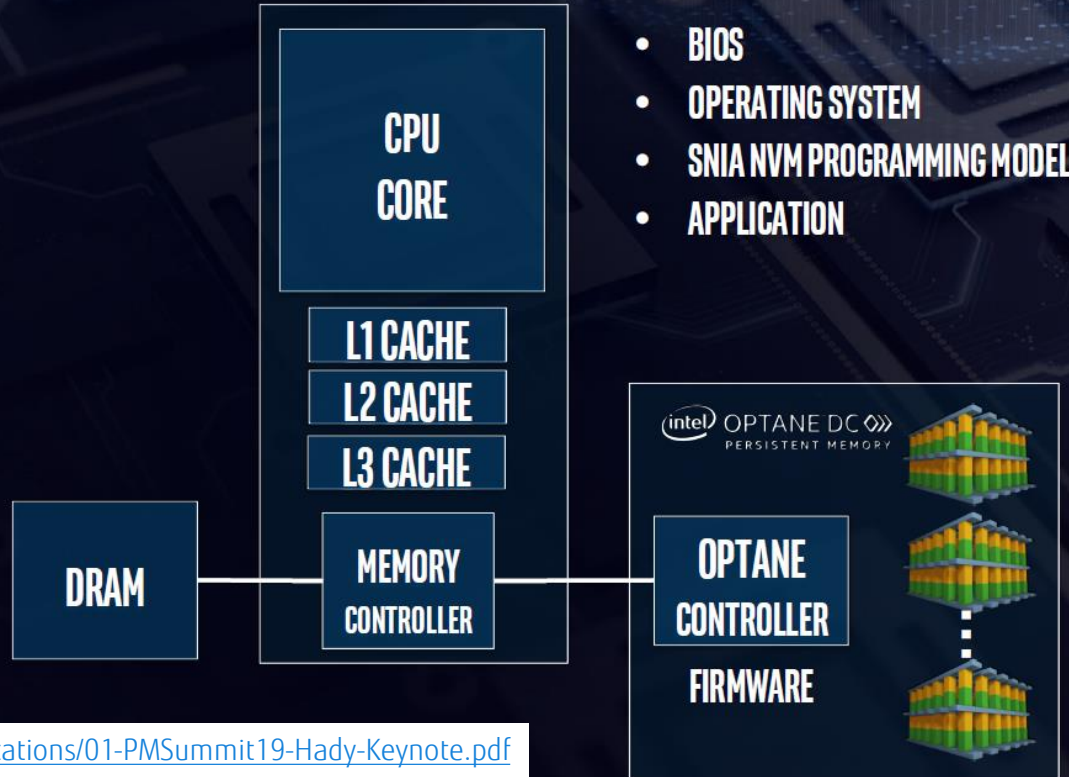 CPU
CORE
L1 CACHE
L2 CACHE
L3 CACHE
MEMORY
CONTROLLER
DRAM
• BIOS
• OPERATING SYSTEM
• SNIA NVM PROGRAMMING MODEL
• APPLICATION
intel OPTANE DC
PERSISTENT MEMORY
OPTANE
CONTROLLER
FIRMWARE
ations/01-PMSummit19-Hady-Keynote.pdf